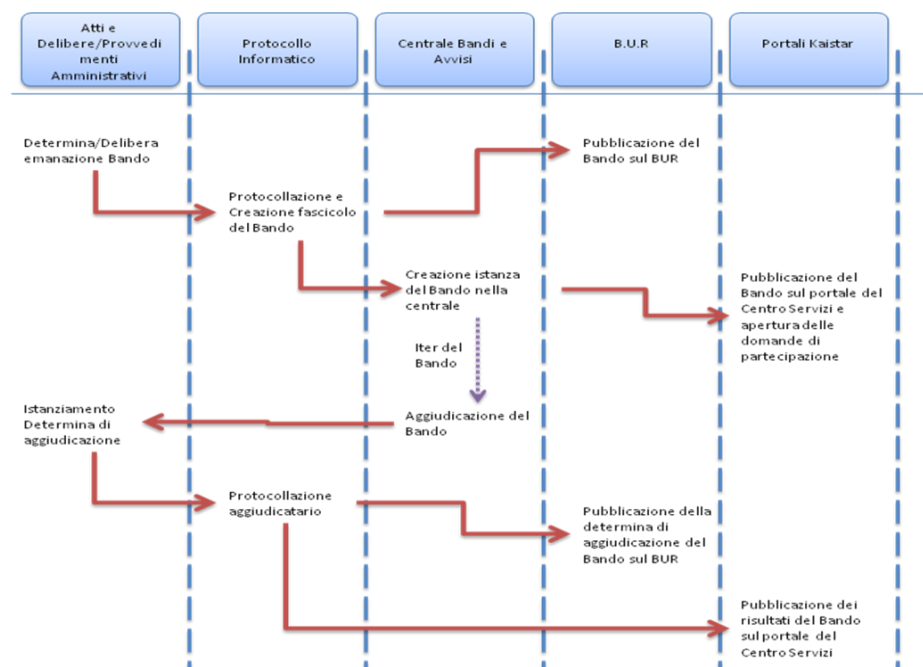 Atti e
Delibere/Provvedi
menti
Amministrativi
Protocollo
Informatico
Centrale Bandi e
Avvisi
B.U.R
Portali Kaistar
Determina/Delibera
emanazione Bando
Pubblicazione del
Bando sul BUR
Protocollazione e
Creazione fascicolo
del Bando
Creazione istanza
del Bando nella
centrale
Pubblicazione del
Bando sul portale del
Centro Servizi e
apertura delle
domande di
partecipazione
Iter del
Bando
Istanziamento
Determina di
aggiudicazione
Aggiudicazione del
Bando
Protocollazione
aggiudicatario
Pubblicazione della
determina di
aggiudicazione del
Bando sul BUR
Pubblicazione dei
risultati del Bando
sul portale del
Centro Servizi